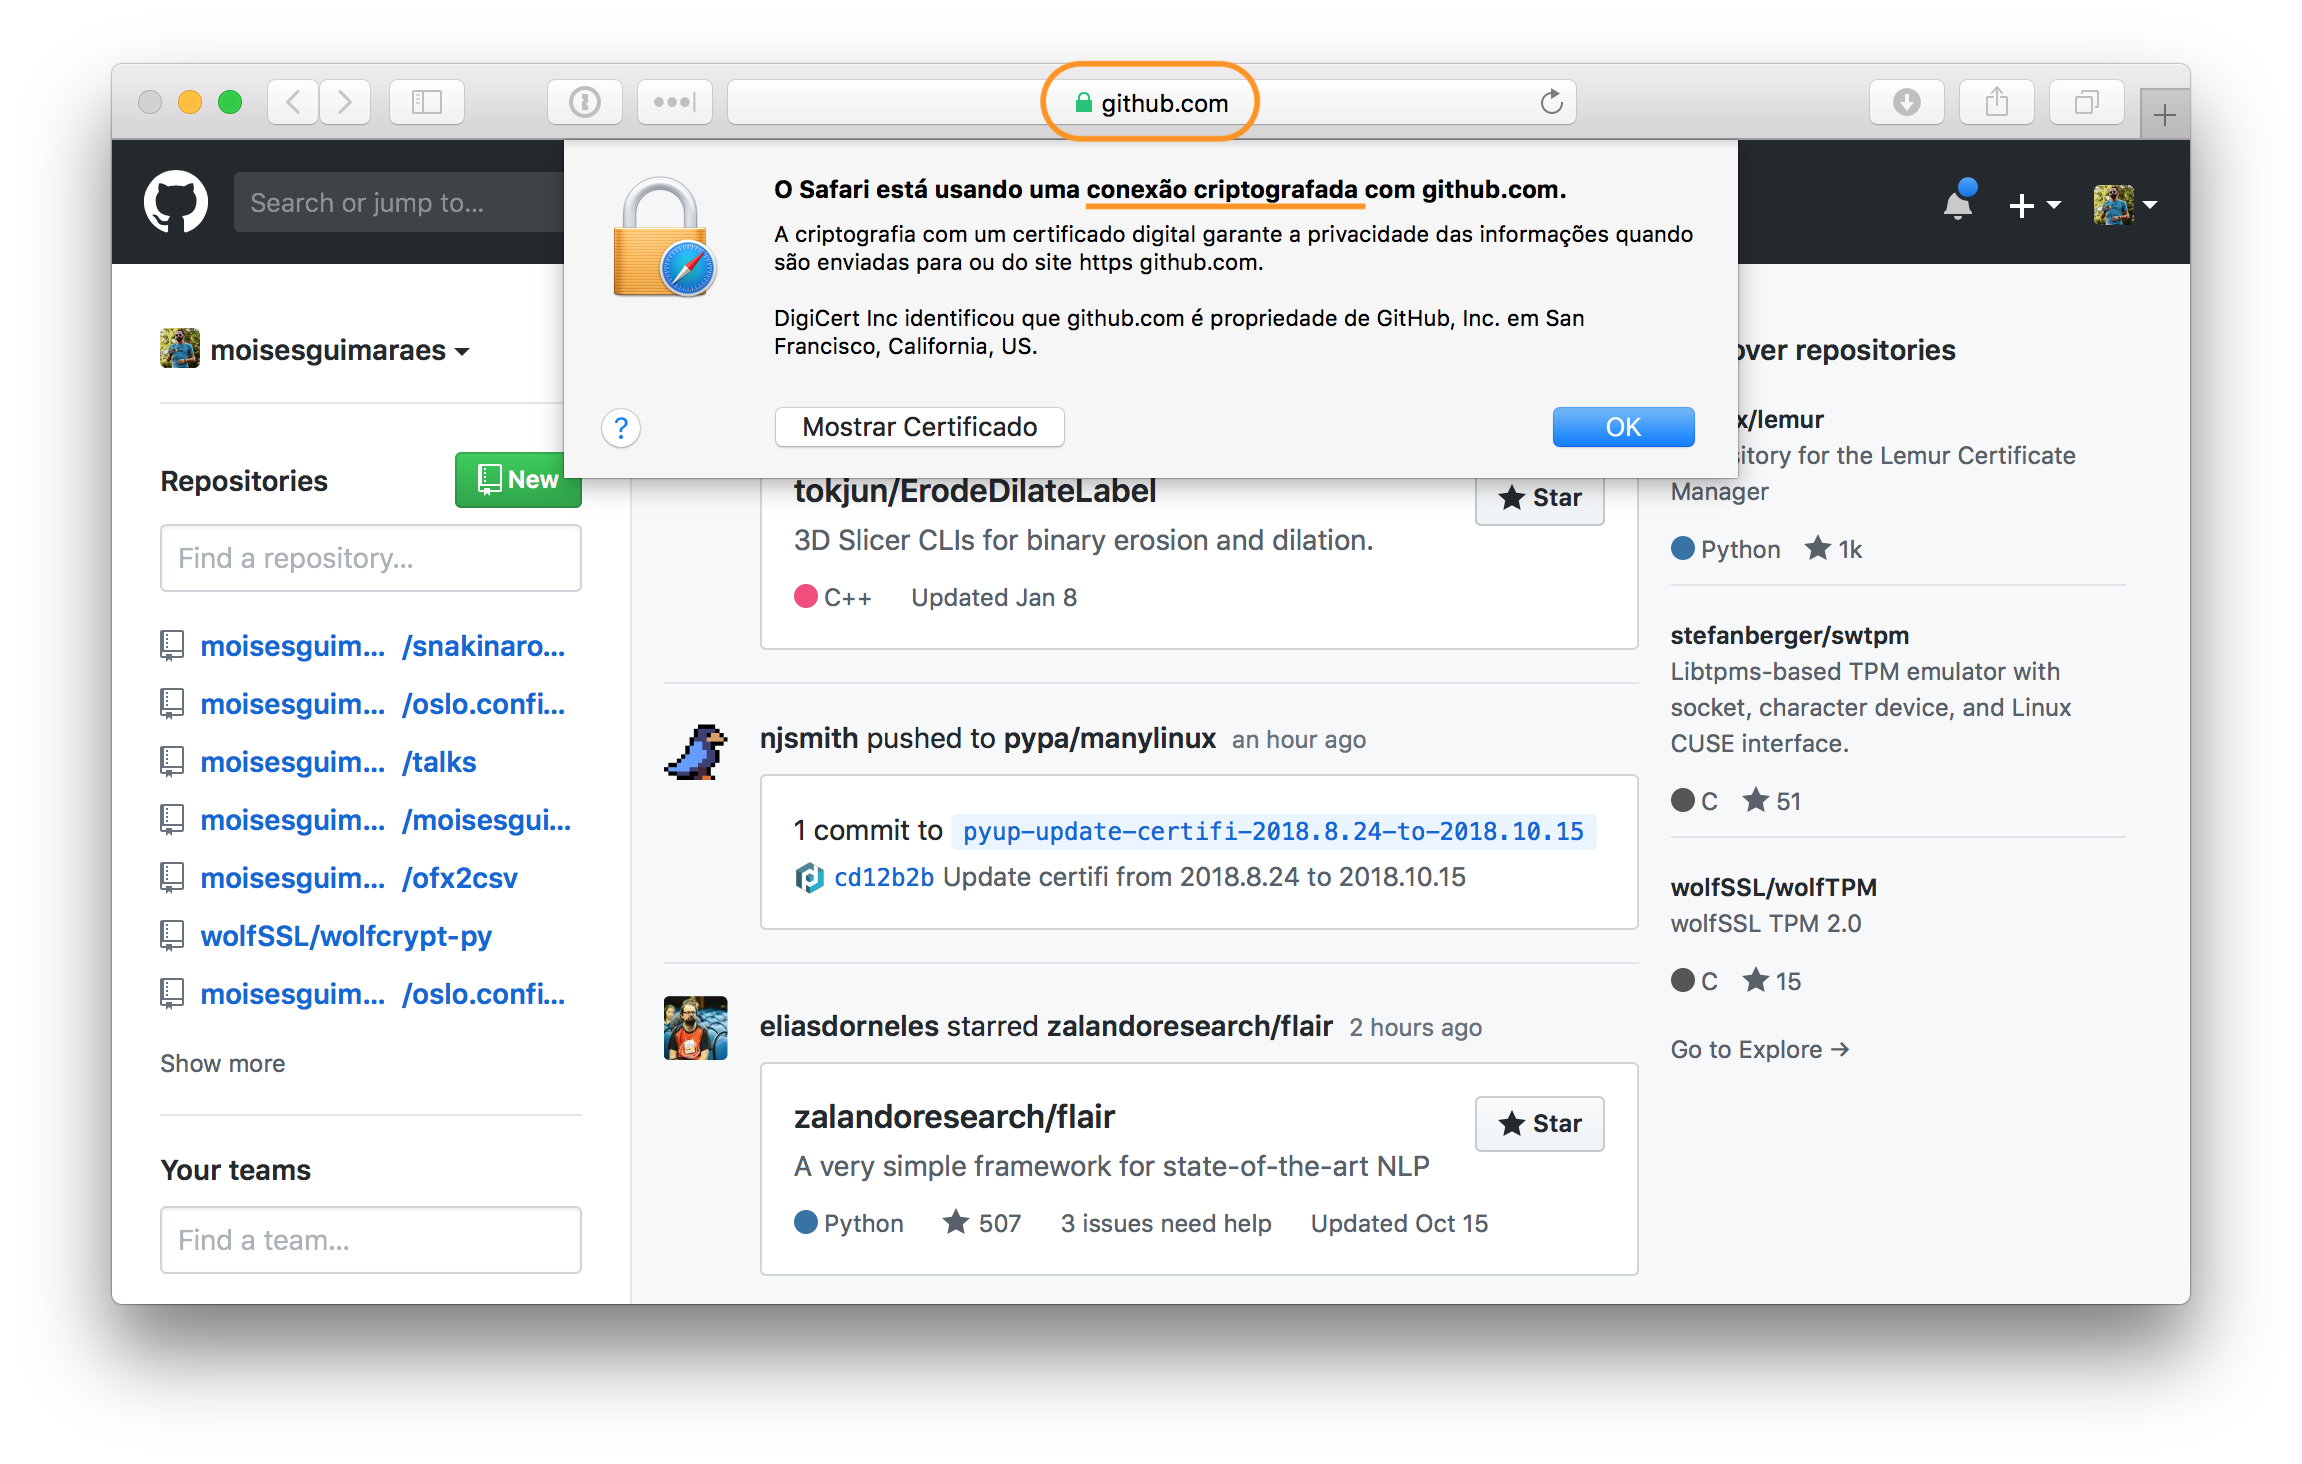 github.com
Search or jump to...
O Safari está usando uma conexão criptografada com github.com.
A criptografia com um certificado digital garante a privacidade das informações quando
são enviadas para ou do site https github.com.
DigiCert Inc identificou que github.com é propriedade de GitHub, Inc. em San
Francisco, California, US.
?
Mostrar Certificado
OK
moisesguimaraes
Repositories
New
Find a repository...
moisesguim... /snakinaro...
moisesguim... /oslo.confi...
moisesguim... /talks
moisesguim... /moisesgui...
moisesguim... /ofx2csv
wolfSSL/wolfcrypt-py
moisesguim... /oslo.confi...
Show more
Your teams
Find a team...
tokjun/ErodeDilateLabel
Star
3D Slicer CLIs for binary erosion and dilation.
C++ Updated Jan 8
njsmith pushed to pypa/manylinux an hour ago
1 commit to pyup-update-certifi-2018.8.24-to-2018.10.15
cd12b2b Update certifi from 2018.8.24 to 2018.10.15
eliasdorneles starred zalandoresearch/flair 2 hours ago
zalandoresearch/flair
Star
A very simple framework for state-of-the-art NLP
Python 507 3 issues need help Updated Oct 15
over repositories
x/lemur
itory for the Lemur Certificate
Manager
Python 1k
stefanberger/swtpm
Libtpms-based TPM emulator with
socket, character device, and Linux
CUSE interface.
C 51
wolfSSL/wolfTPM
wolfSSL TPM 2.0
C 15
Go to Explore →